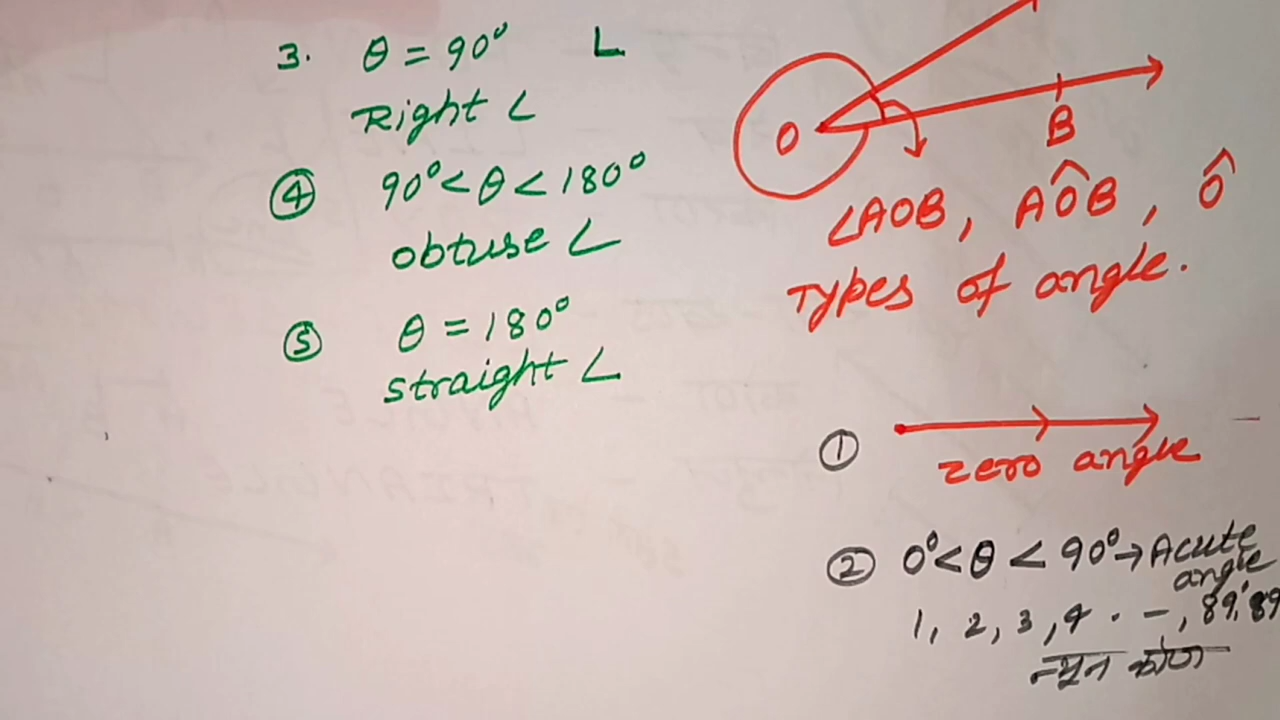 3. θ = 90° L
Right ∠
④ 90° < θ < 180°
obtuse ∠
⑤ θ = 180°
straight ∠
O B
∠AOB, AÔB, Ô
Types of angle.
①
zero angle
② 0° < θ < 90° → Acute
angle
1, 2, 3, 4 . –, 89.89
न्यून कोण